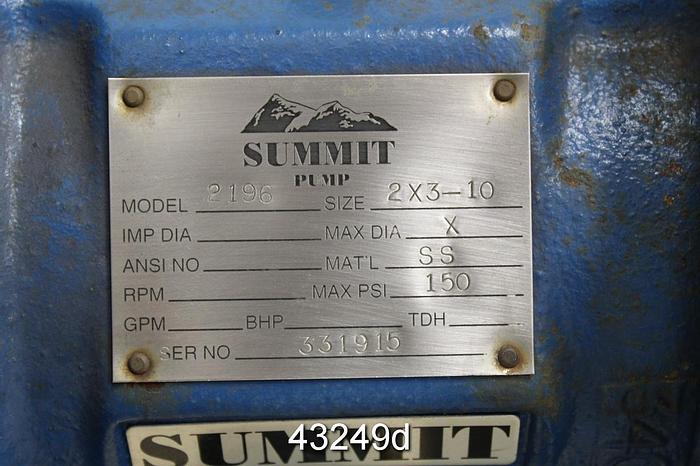 SUMMIT
PUMP
MODEL 2196 SIZE 2X3-10
IMP DIA MAX DIA X
ANSI NO MAT'L SS
RPM MAX PSI 150
GPM BHP TDH
SER NO 331915
SUMMIT
43249d